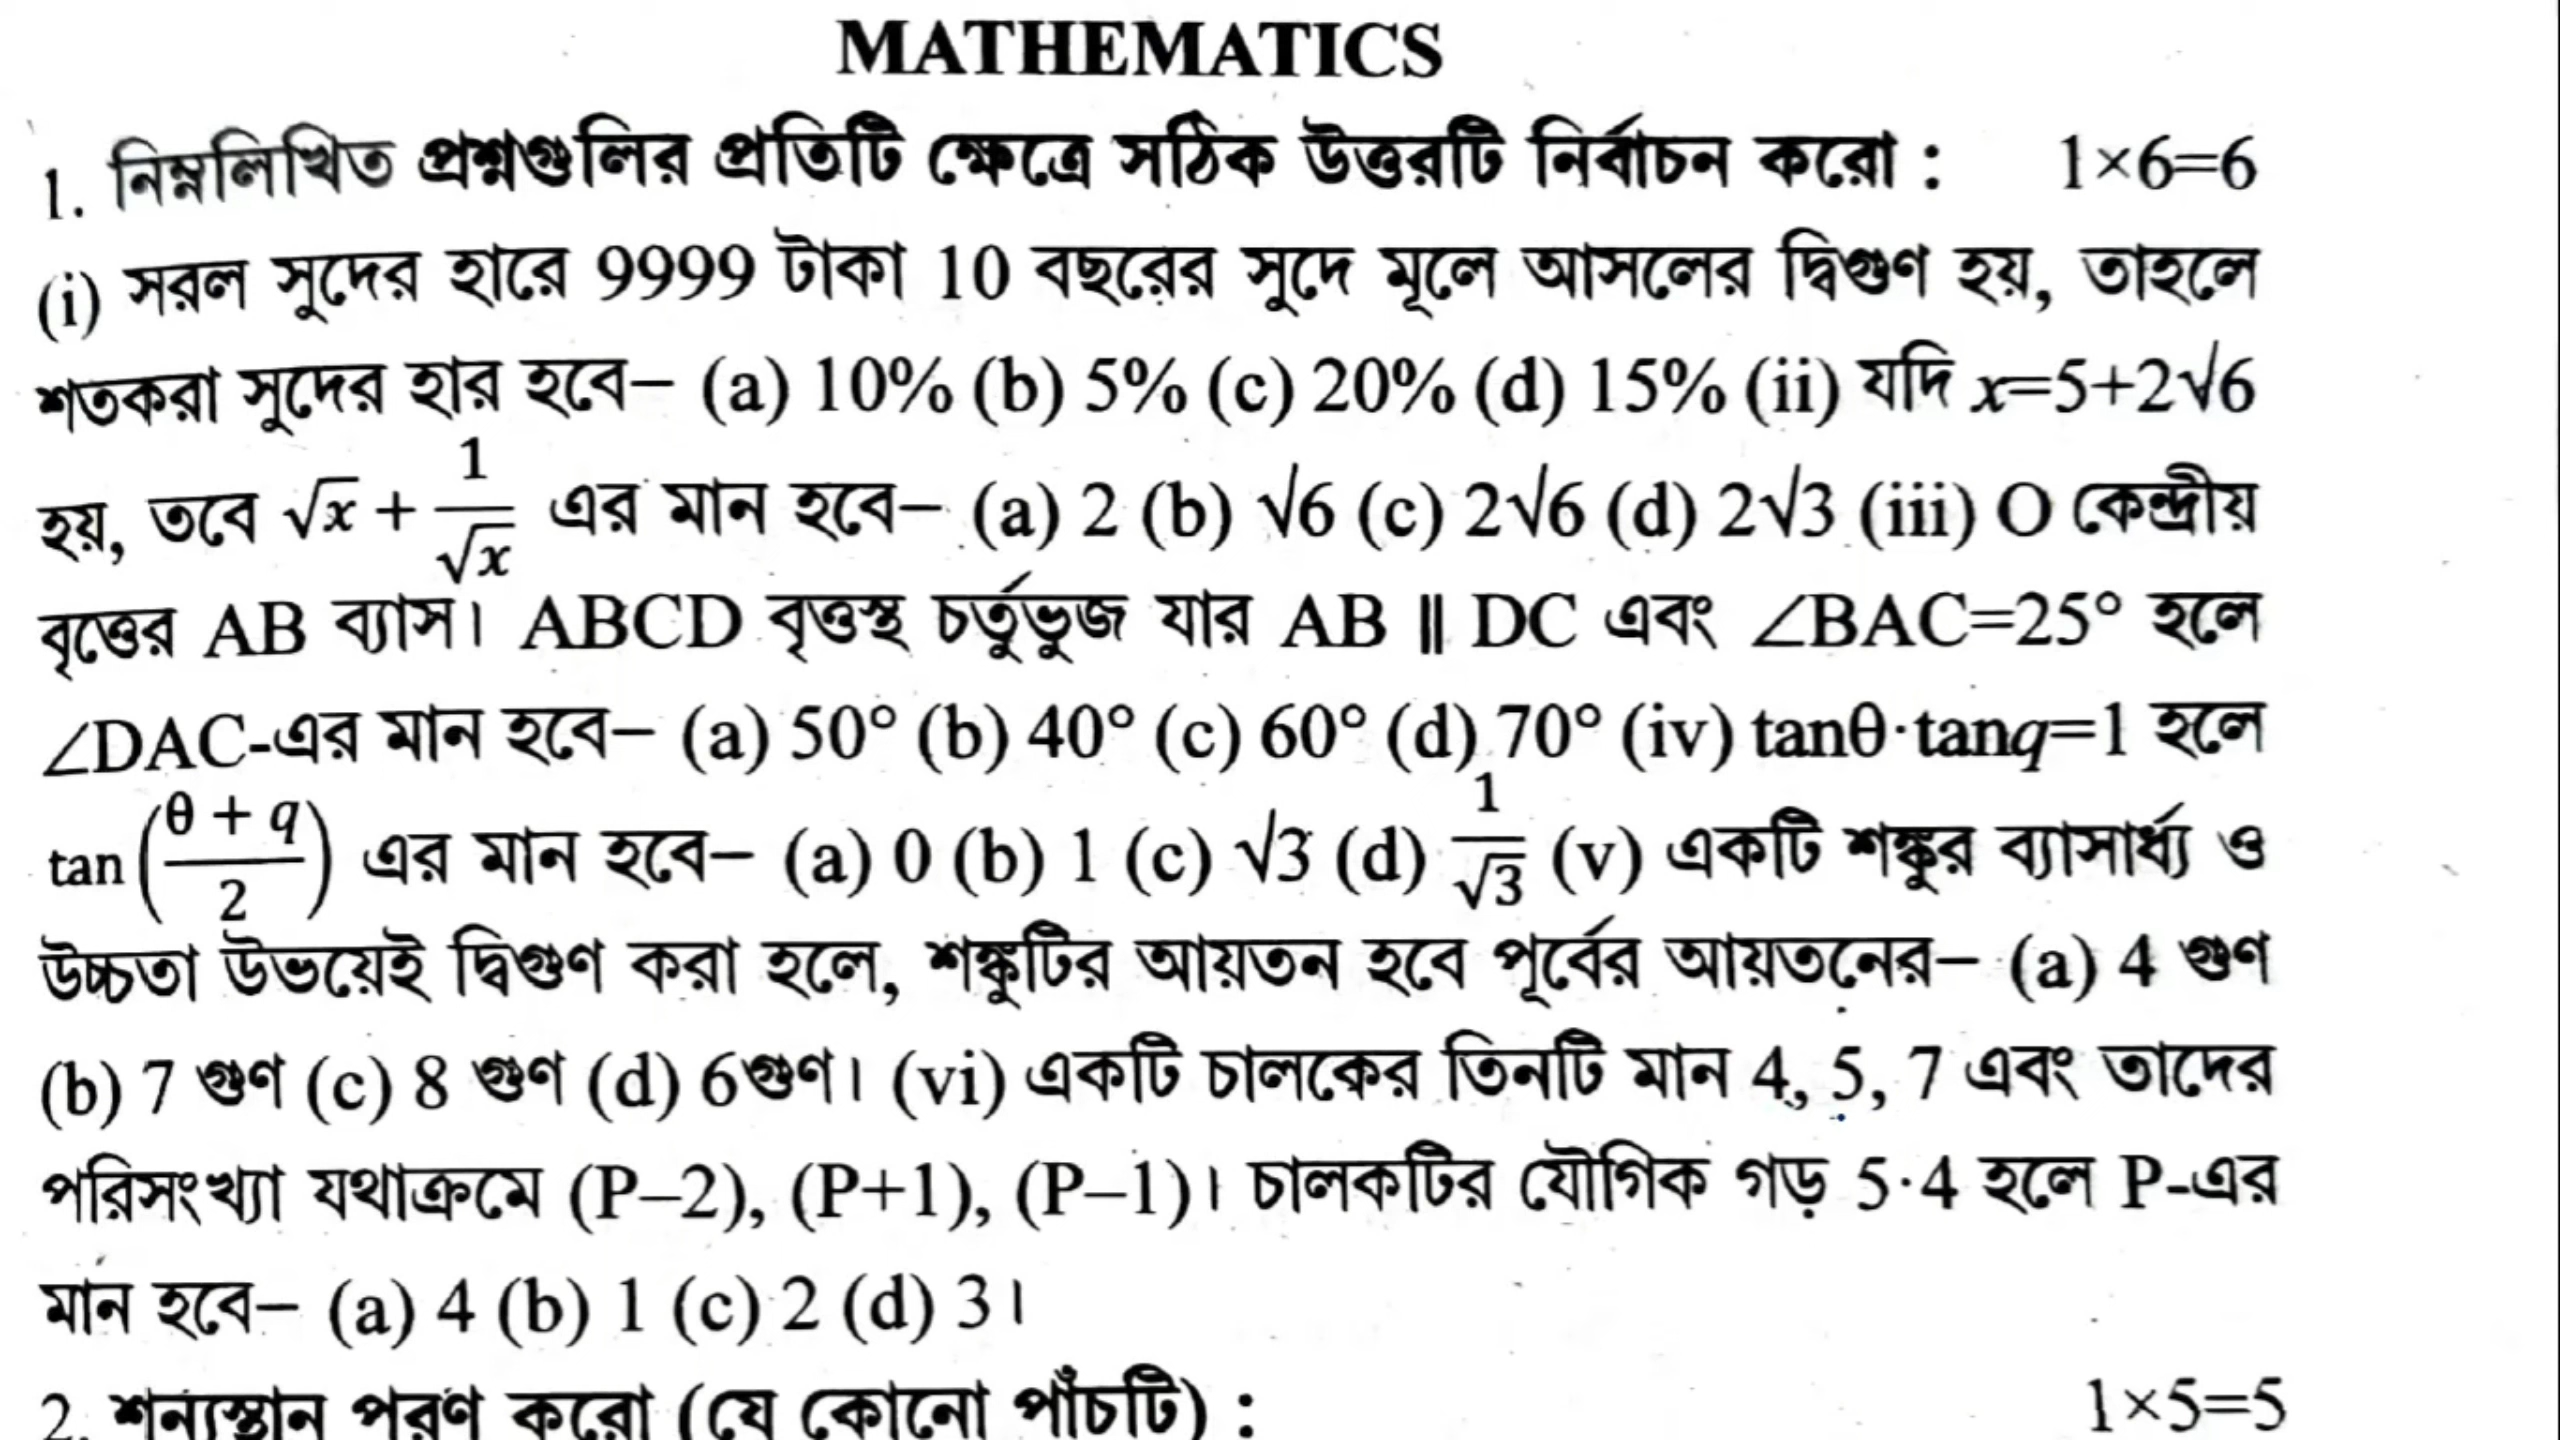 MATHEMATICS
1. নিম্নলিখিত প্রশ্নগুলির প্রতিটি ক্ষেত্রে সঠিক উত্তরটি নির্বাচন করো : 1×6=6
(i) সরল সুদের হারে 9999 টাকা 10 বছরের সুদে মূলে আসলের দ্বিগুণ হয়, তাহলে
শতকরা সুদের হার হবে– (a) 10% (b) 5% (c) 20% (d) 15% (ii) যদি x=5+2√6
হয়, তবে √x + 1/√x এর মান হবে– (a) 2 (b) √6 (c) 2√6 (d) 2√3 (iii) O কেন্দ্রীয়
বৃত্তের AB ব্যাস। ABCD বৃত্তস্থ চর্তুভুজ যার AB || DC এবং ∠BAC=25° হলে
∠DAC-এর মান হবে– (a) 50° (b) 40° (c) 60° (d) 70° (iv) tanθ·tanq=1 হলে
tan((θ + q)/2) এর মান হবে– (a) 0 (b) 1 (c) √3 (d) 1/√3 (v) একটি শঙ্কুর ব্যাসার্ধ্য ও
উচ্চতা উভয়েই দ্বিগুণ করা হলে, শঙ্কুটির আয়তন হবে পূর্বের আয়তনের– (a) 4 গুণ
(b) 7 গুণ (c) 8 গুণ (d) 6গুণ। (vi) একটি চালকের তিনটি মান 4, 5, 7 এবং তাদের
পরিসংখ্যা যথাক্রমে (P–2), (P+1), (P–1)। চালকটির যৌগিক গড় 5·4 হলে P-এর
মান হবে– (a) 4 (b) 1 (c) 2 (d) 3।
2. শূন্যস্থান পূরণ করো (যে কোনো পাঁচটি) : 1×5=5